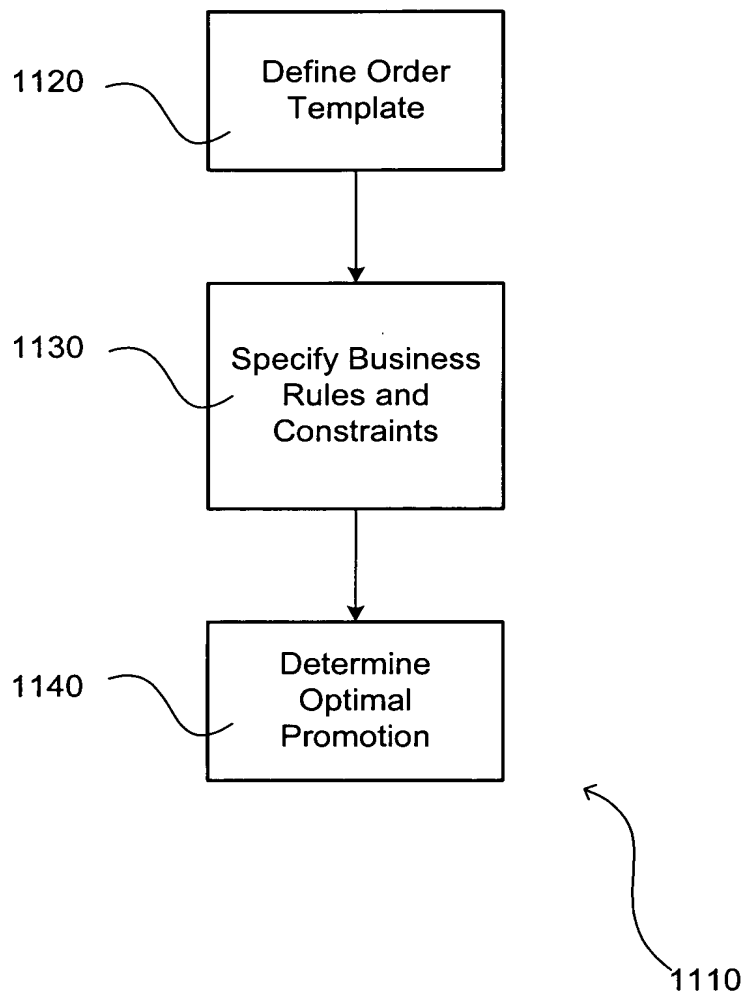 1120
Define Order
Template
1130
Specify Business
Rules and
Constraints
1140
Determine
Optimal
Promotion
1110